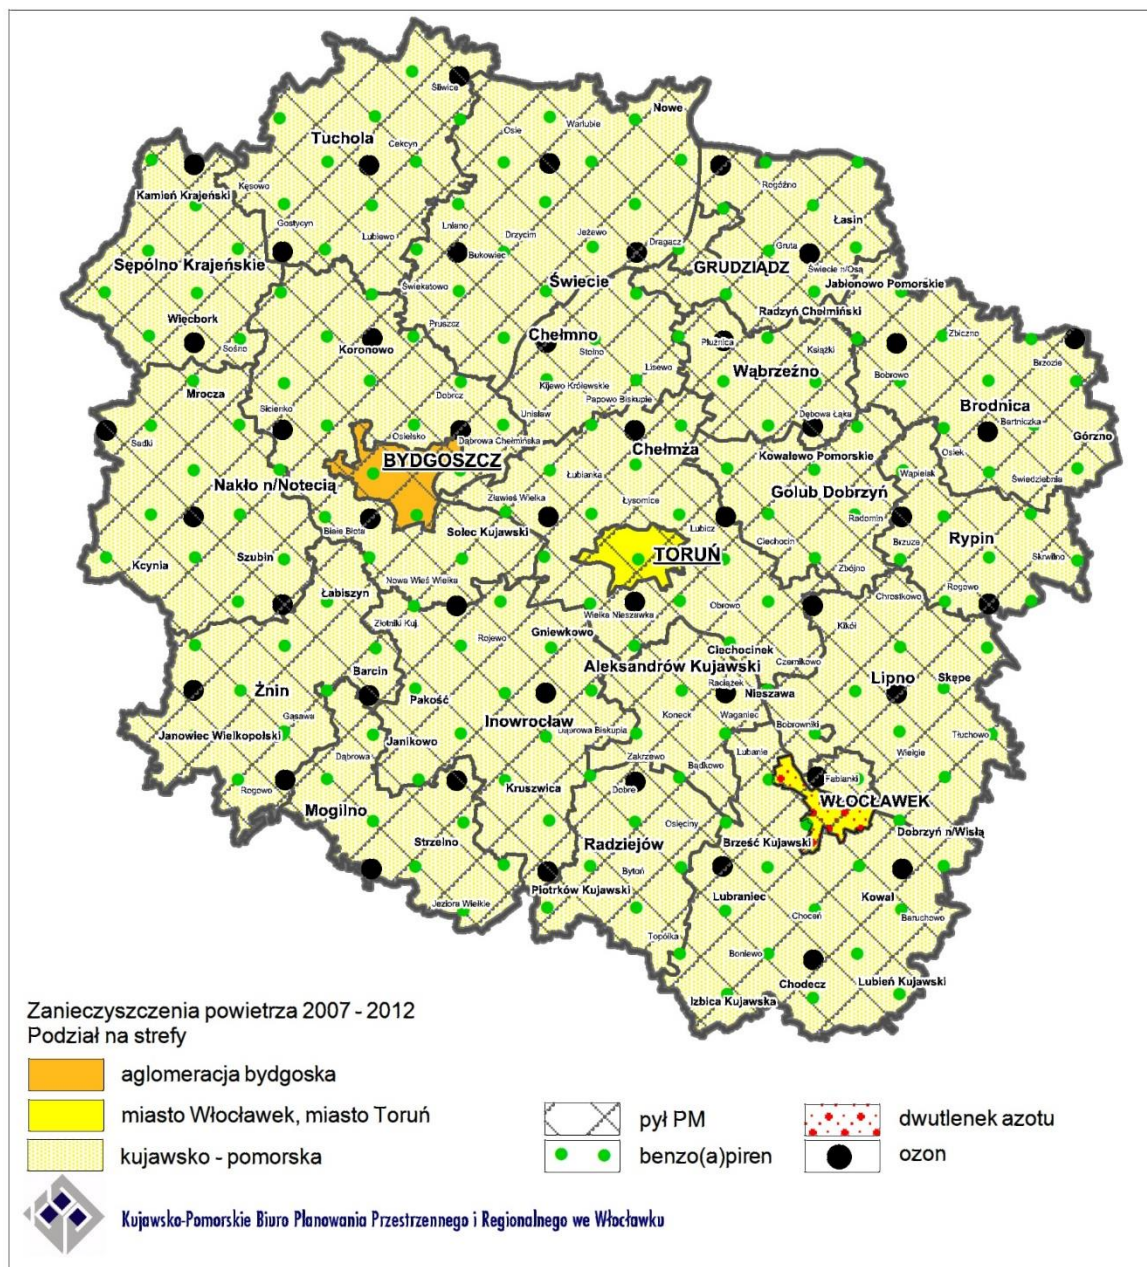 Śliwice
Nowe
Osie
Warlubie
Tuchola
Cekcyn
Kamień Krajeński
Kęsowo
Rogóźno
Gostycyn
Lubiewo
Lniano
Drzycim
Jeżewo
Dragacz
Łasin
Gruta
Sępólno Krajeńskie
Bukowiec
GRUDZIĄDZ
Świecie n/Osą
Świekatowo
Świecie
Jabłonowo Pomorskie
Więcbork
Pruszcz
Chełmno
Radzyń Chełmiński
Zbiczno
Sośno
Koronowo
Stolno
Płużnica
Książki
Brzozie
Lisewo
Wąbrzeźno
Bobrowo
Mrocza
Dobrcz
Kijewo Królewskie
Papowo Biskupie
Brodnica
Sicienko
Unisław
Dębowa Łąka
Bartniczka
Sadki
Osielsko
Dąbrowa Chełmińska
Chełmża
Kowalewo Pomorskie
Osiek
Górzno
BYDGOSZCZ
Łubianka
Wąpielsk
Świedziebnia
Nakło n/Notecią
Zławieś Wielka
Łysomice
Golub Dobrzyń
Białe Błota
Solec Kujawski
Lubicz
Radomin
Rypin
Szubin
TORUŃ
Ciechocin
Brzuze
Kcynia
Zbójno
Skrwilno
Łabiszyn
Nowa Wieś Wielka
Rogowo
Złotniki Kuj.
Wielka Nieszawka
Obrowo
Chrostkowo
Rojewo
Gniewkowo
Kikół
Ciechocinek
Aleksandrów Kujawski
Czernikowo
Barcin
Raciążek
Lipno
Skępe
Żnin
Pakość
Nieszawa
Gąsawa
Inowrocław
Koneck
Waganiec
Janowiec Wielkopolski
Dąbrowa Biskupia
Bobrowniki
Tłuchowo
Dąbrowa
Janikowo
Zakrzewo
Bądkowo
Lubanie
Wielgie
Rogowo
Kruszwica
Dobre
Fabianki
Mogilno
WŁOCŁAWEK
Strzelno
Osięciny
Dobrzyń n/Wisłą
Radziejów
Brześć Kujawski
Bytoń
Piotrków Kujawski
Lubraniec
Kowal
Jeziora Wielkie
Choceń
Baruchowo
Topólka
Boniewo
Chodecz
Lubień Kujawski
Izbica Kujawska
Zanieczyszczenia powietrza 2007 - 2012
Podział na strefy
aglomeracja bydgoska
miasto Włocławek, miasto Toruń
kujawsko - pomorska
pył PM
benzo(a)piren
dwutlenek azotu
ozon
Kujawsko-Pomorskie Biuro Planowania Przestrzennego i Regionalnego we Włocławku